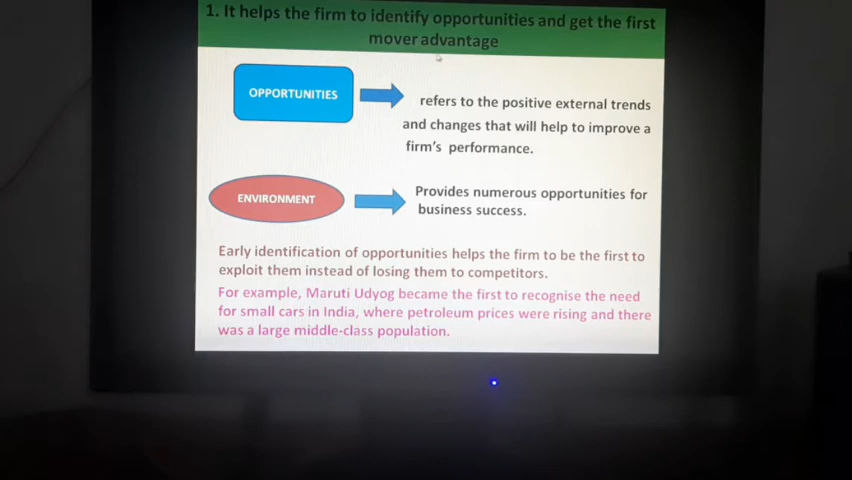 1. It helps the firm to identify opportunities and get the first
mover advantage
OPPORTUNITIES
refers to the positive external trends
and changes that will help to improve a
firm's performance.
ENVIRONMENT
Provides numerous opportunities for
business success.
Early identification of opportunities helps the firm to be the first to
exploit them instead of losing them to competitors.
For example, Maruti Udyog became the first to recognise the need
for small cars in India, where petroleum prices were rising and there
was a large middle-class population.